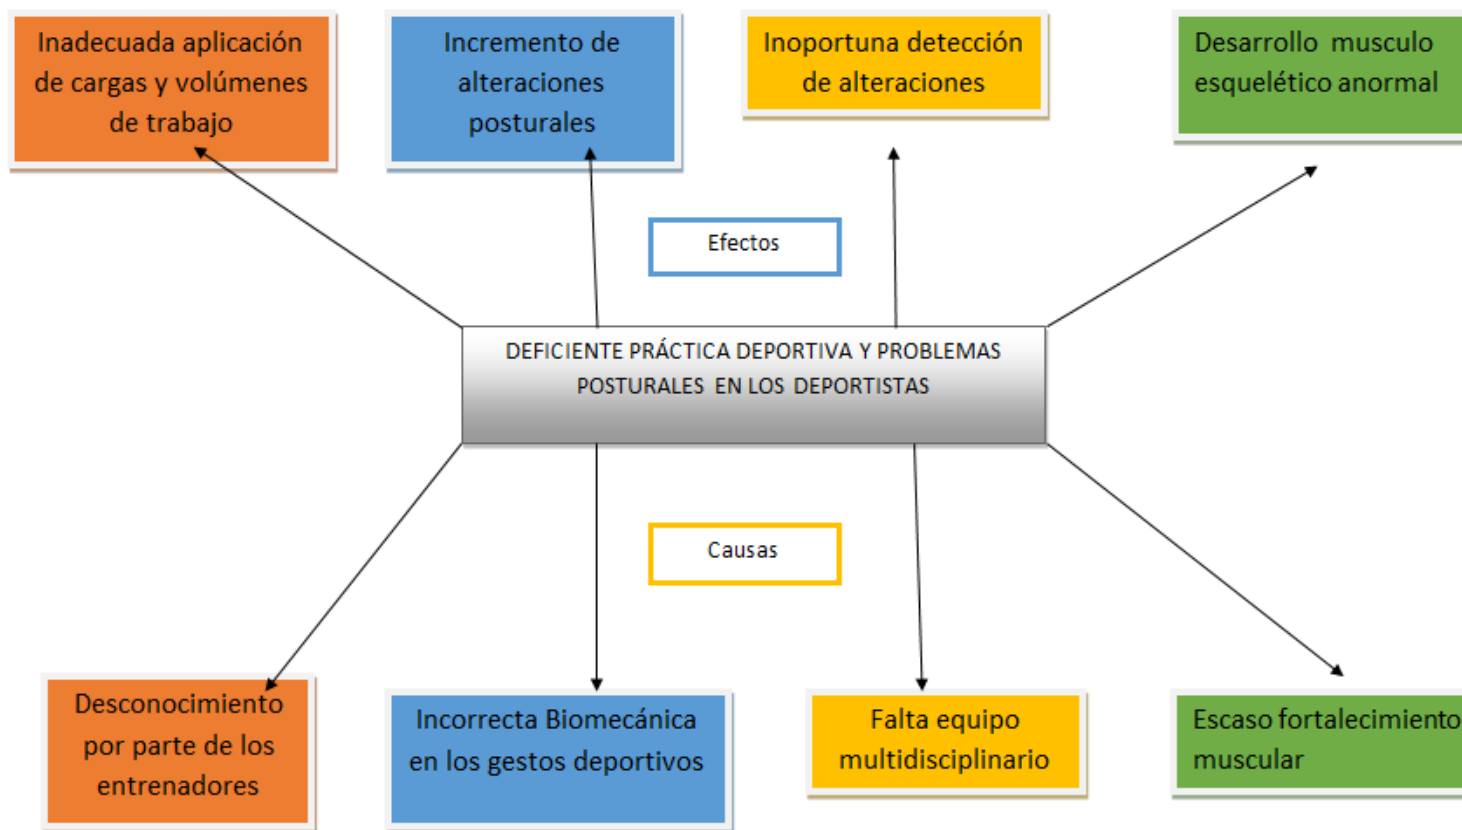 Inadecuada aplicación
de cargas y volúmenes
de trabajo
Incremento de
alteraciones
posturales
Inoportuna detección
de alteraciones
Desarrollo musculo
esquelético anormal
Efectos
DEFICIENTE PRÁCTICA DEPORTIVA Y PROBLEMAS
POSTURALES EN LOS DEPORTISTAS
Causas
Desconocimiento
por parte de los
entrenadores
Incorrecta Biomecánica
en los gestos deportivos
Falta equipo
multidisciplinario
Escaso fortalecimiento
muscular